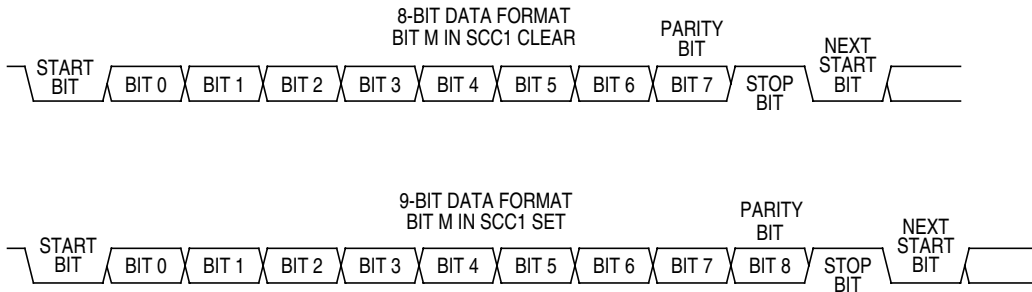 8-BIT DATA FORMAT
BIT M IN SCC1 CLEAR
PARITY
BIT
START
BIT
BIT 0
BIT 1
BIT 2
BIT 3
BIT 4
BIT 5
BIT 6
BIT 7
STOP
BIT
NEXT
START
BIT
9-BIT DATA FORMAT
BIT M IN SCC1 SET
PARITY
BIT
START
BIT
BIT 0
BIT 1
BIT 2
BIT 3
BIT 4
BIT 5
BIT 6
BIT 7
BIT 8
STOP
BIT
NEXT
START
BIT